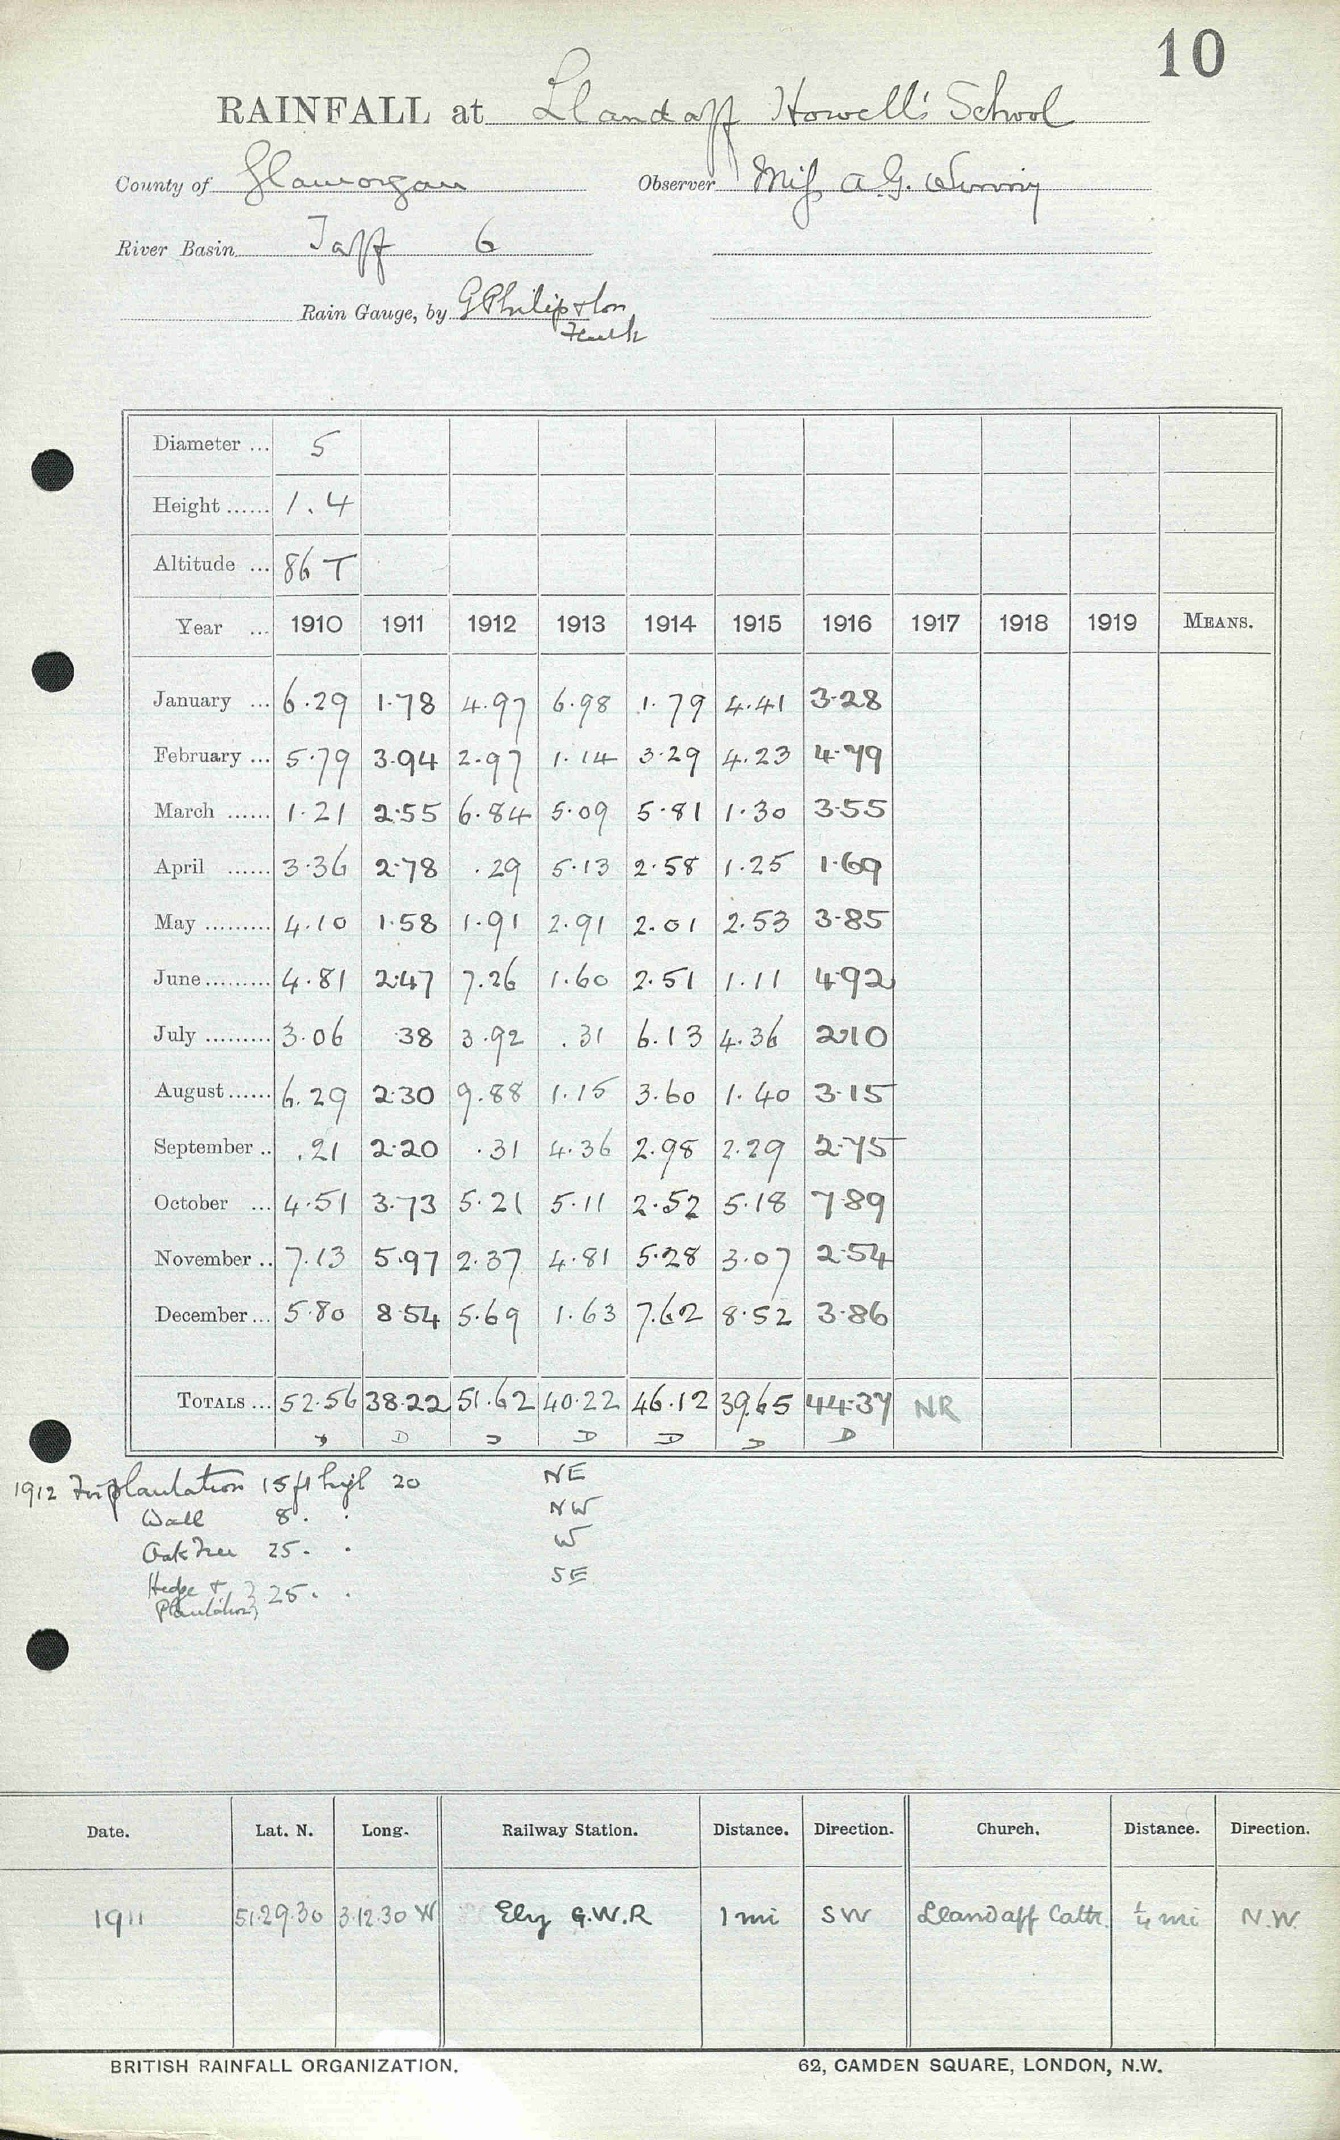 10
RAINFALL at Llandaff Howell's School
County of Glamorgan Observer Miss A. G.
River Basin Taff 6
Rain Gauge, by G Philip & Son
Diameter ... 5
Height ...... 1.4
Altitude ... 86 T
Year ... 1910 1911 1912 1913 1914 1915 1916 1917 1918 1919 MEANS.
January ... 6.29 1.78 4.97 6.98 1.79 4.41 3.28
February ... 5.79 3.94 2.97 1.14 3.29 4.23 4.79
March ...... 1.21 2.55 6.84 5.09 5.81 1.30 3.55
April ...... 3.36 2.78 .29 5.13 2.58 1.25 1.69
May ......... 4.10 1.58 1.91 2.91 2.01 2.53 3.85
June ......... 4.81 2.47 7.26 1.60 2.51 1.11 4.92
July ......... 3.06 .38 3.92 .31 6.13 4.36 2.10
August ...... 6.29 2.30 9.88 1.15 3.60 1.40 3.15
September .. .21 2.20 .31 4.36 2.98 2.29 2.75
October ... 4.51 3.73 5.21 5.11 2.52 5.18 7.89
November .. 7.13 5.97 2.37 4.81 5.28 3.07 2.54
December ... 5.80 8.54 5.69 1.63 7.62 8.52 3.86
TOTALS ... 52.56 38.22 51.62 40.22 46.12 39.65 44.37 NR
D D D D D D D
1912 Fir plantation 15 ft high 20 NE
Wall 8 . . NW
Oak Tree 25 . . W
Hedge + Plantation } 25 . . SE
Date. Lat. N. Long. Railway Station. Distance. Direction. Church. Distance. Direction.
1911 51.29.30 3.12.30 W Ely G.W.R 1 mi SW Llandaff Cath. ¼ mi N.W.
BRITISH RAINFALL ORGANIZATION. 62, CAMDEN SQUARE, LONDON, N.W.